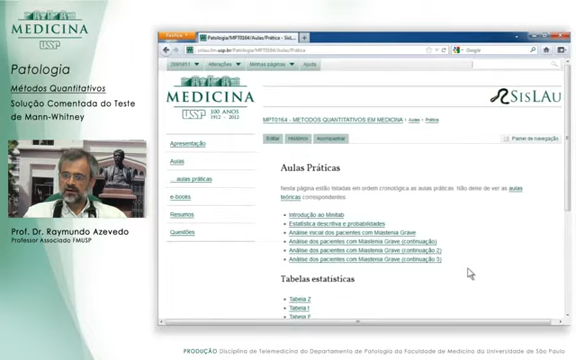 MEDICINA
USP
Patologia
Métodos Quantitativos
Solução Comentada do Teste
de Mann-Whitney
Prof. Dr. Raymundo Azevedo
Professor Associado FMUSP
Firefox
Patologia/MPT0164/Aulas/Prática - SisL...
Alterações
Minhas páginas
Ajuda
Google
MEDICINA
USP
100 ANOS
1912 - 2012
SISLAU
MPT0164 - METODOS QUANTITATIVOS EM MEDICINA
Aulas
Prática
Editar
Histórico
Acompanhar
Painel de navegação
Apresentação
Aulas
aulas práticas
e-books
Resumos
Questões
Aulas Práticas
Nesta página estão listadas em ordem cronológica as aulas práticas. Não deixe de ver as aulas
teóricas correspondentes.
Introdução ao Minitab
Estatística descritiva e probabilidades
Análise inicial dos pacientes com Miastenia Grave
Análise dos pacientes com Miastenia Grave (continuação)
Análise dos pacientes com Miastenia Grave (continuação 2)
Análise dos pacientes com Miastenia Grave (continuação 3)
Tabelas estatísticas
Tabela Z
Tabela t
Tabela F
PRODUÇÃO Disciplina de Telemedicina do Departamento de Patologia da Faculdade de Medicina da Universidade de São Paulo